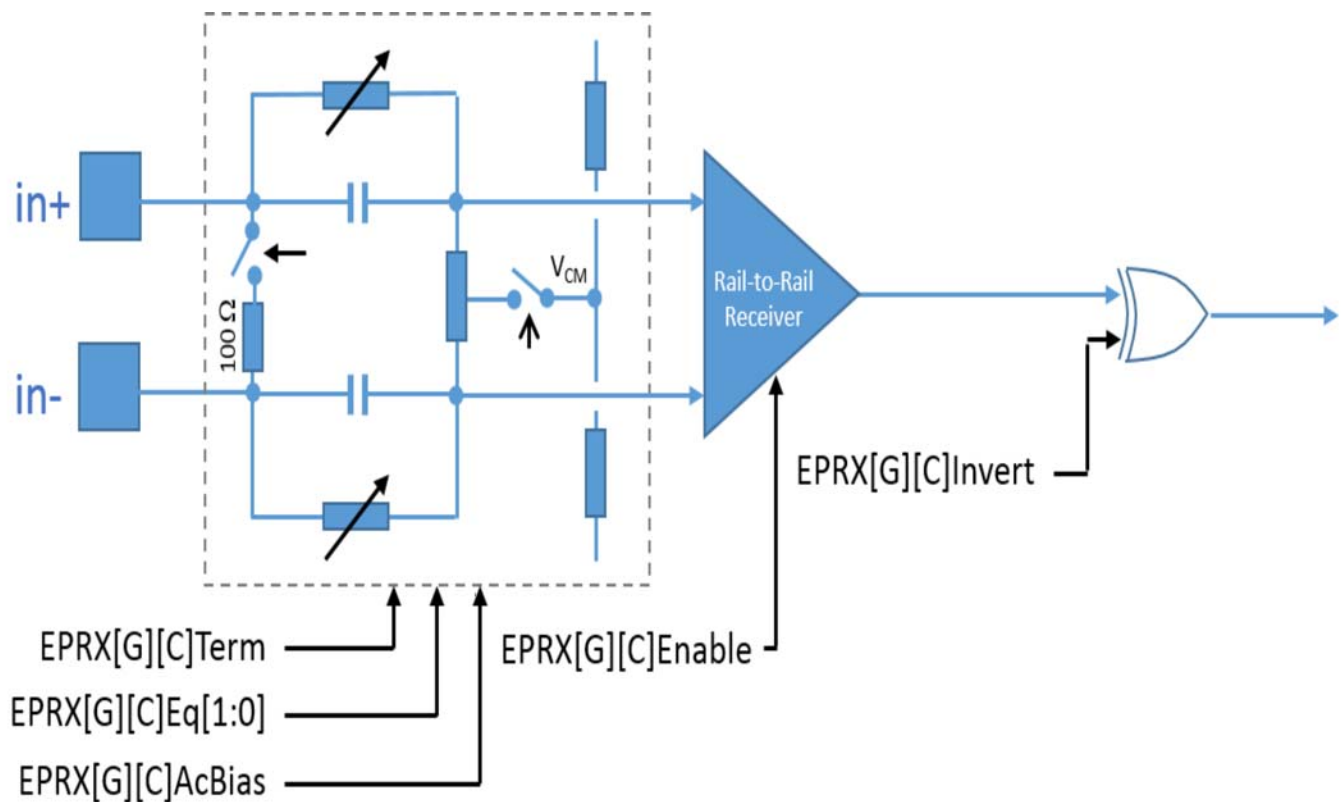 in+
100 Ω
V_CM
Rail-to-Rail
Receiver
in-
EPRX[G][C]Invert
EPRX[G][C]Term
EPRX[G][C]Enable
EPRX[G][C]Eq[1:0]
EPRX[G][C]AcBias